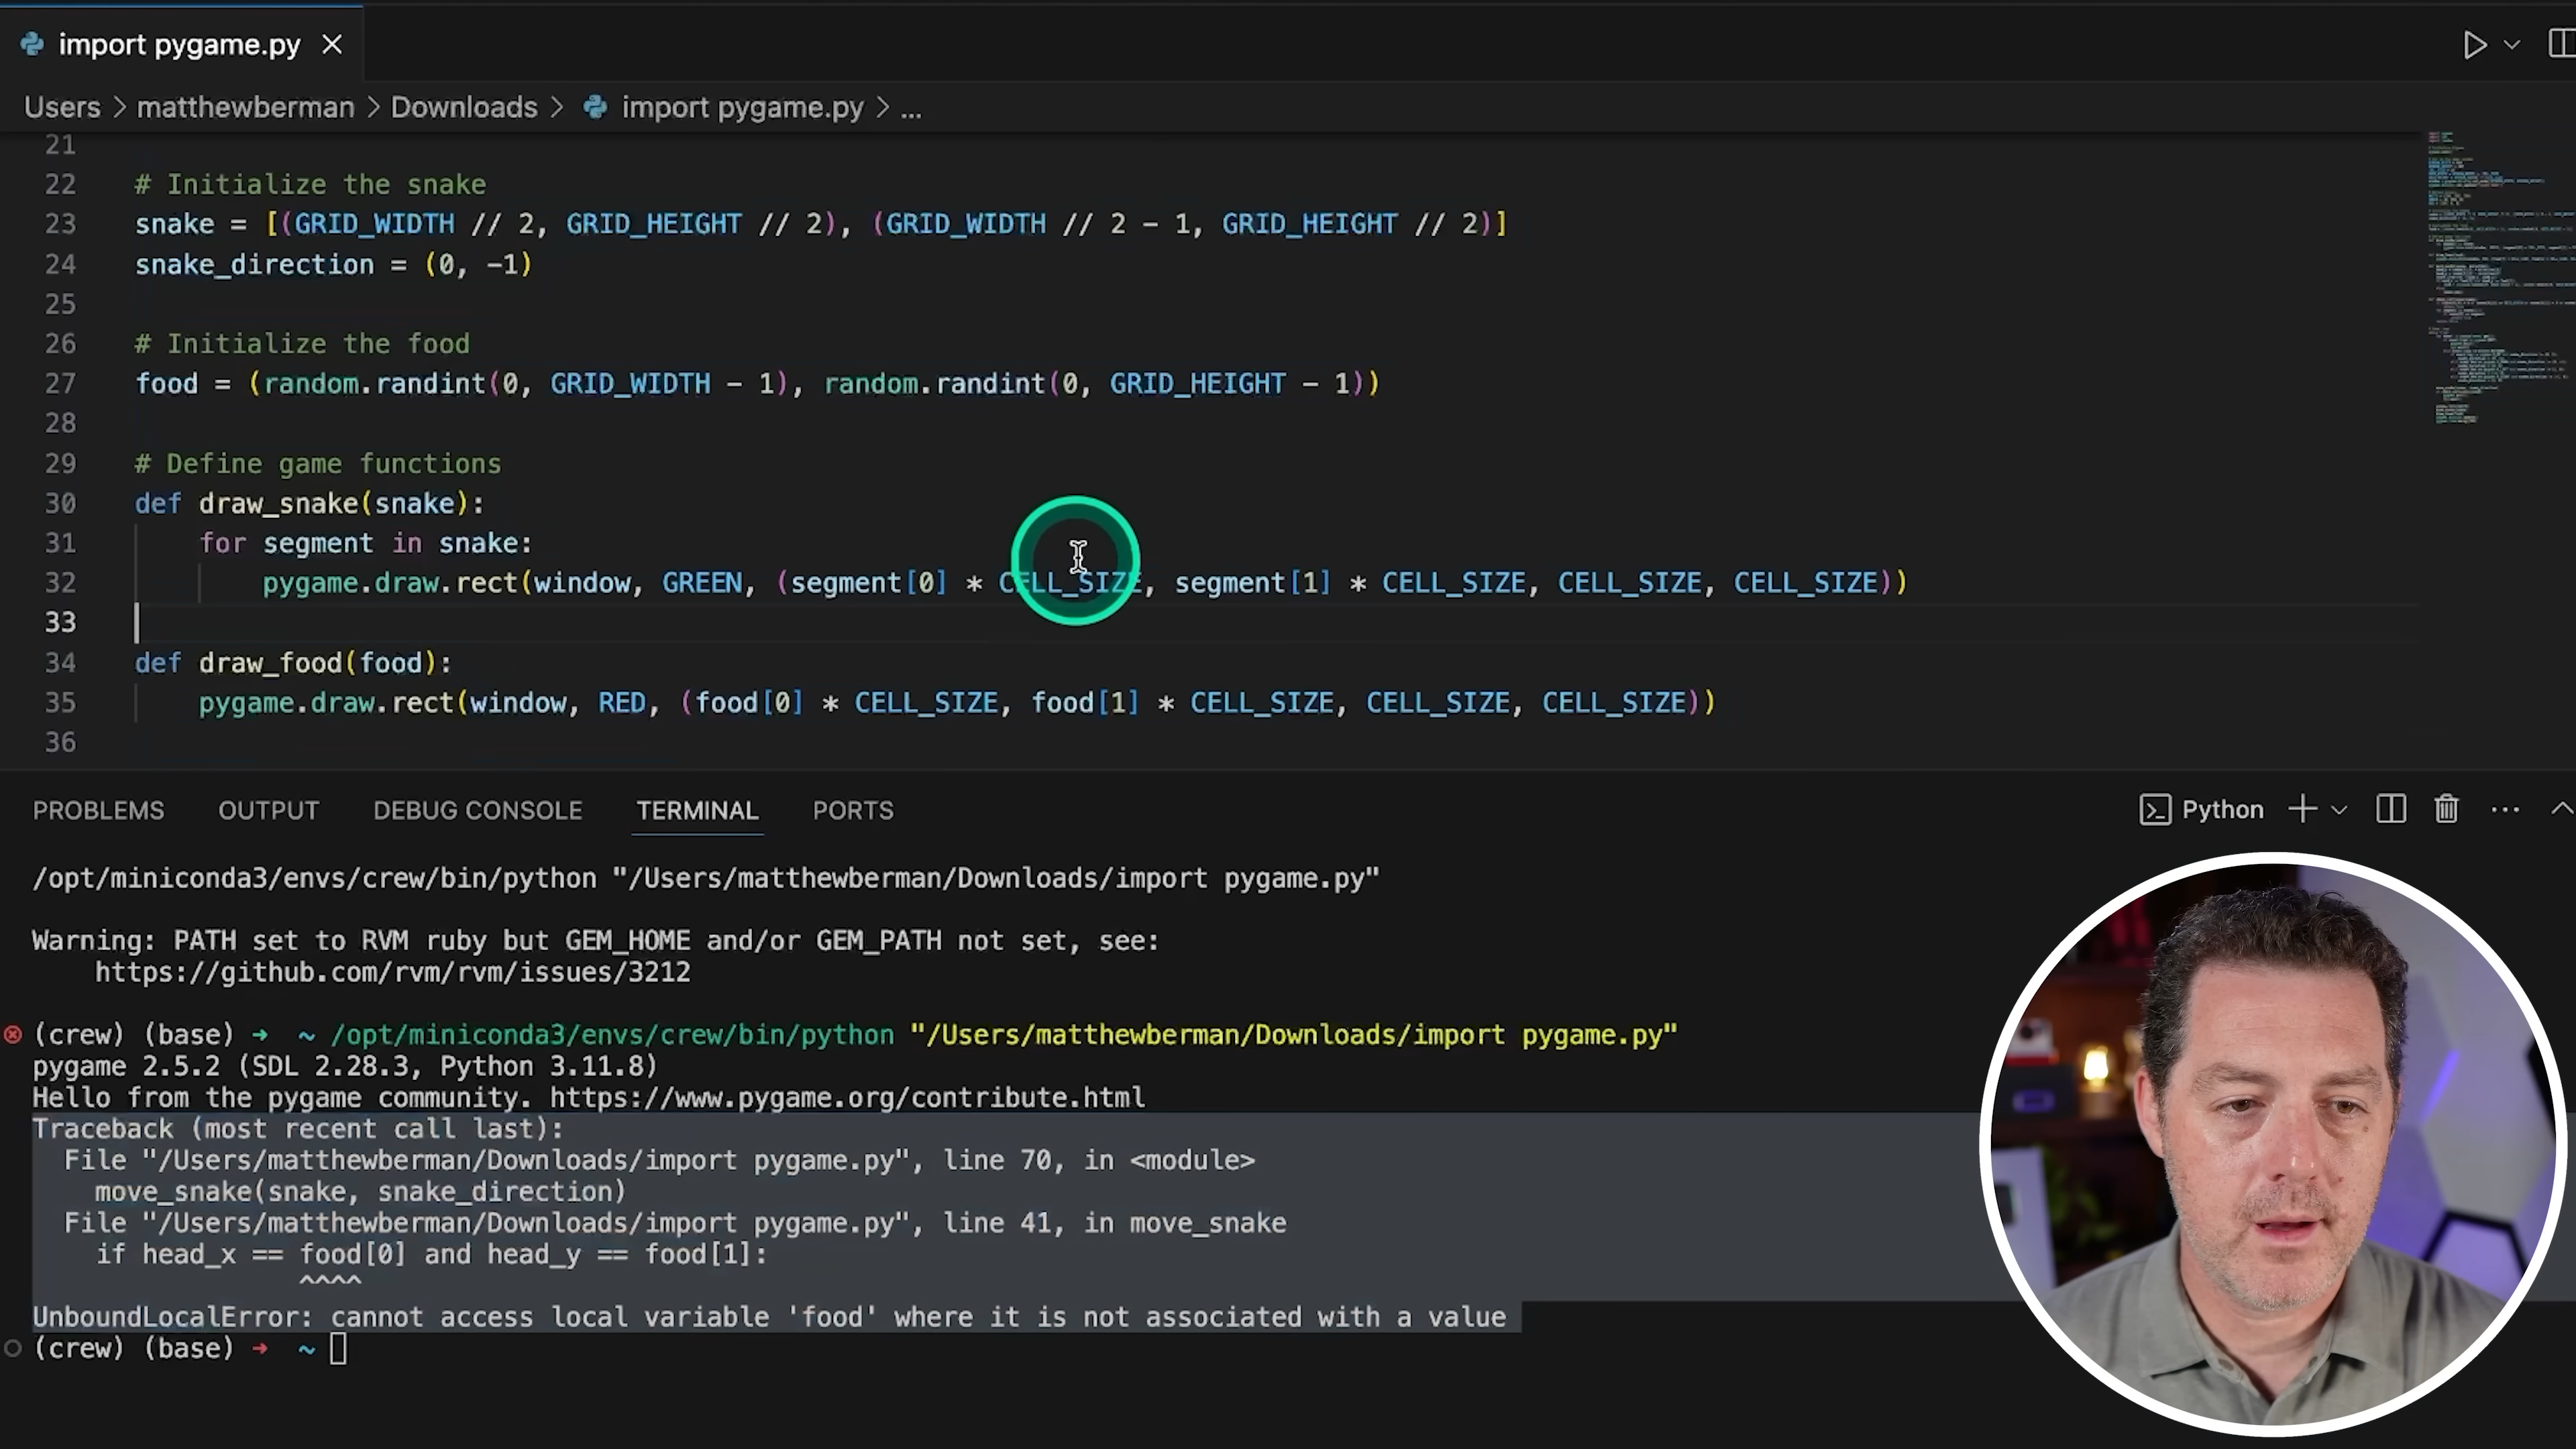 import pygame.py
Users > matthewberman > Downloads > import pygame.py > ...
21
22 # Initialize the snake
23 snake = [(GRID_WIDTH // 2, GRID_HEIGHT // 2), (GRID_WIDTH // 2 - 1, GRID_HEIGHT // 2)]
24 snake_direction = (0, -1)
25
26 # Initialize the food
27 food = (random.randint(0, GRID_WIDTH - 1), random.randint(0, GRID_HEIGHT - 1))
28
29 # Define game functions
30 def draw_snake(snake):
31 for segment in snake:
32 pygame.draw.rect(window, GREEN, (segment[0] * CELL_SIZE, segment[1] * CELL_SIZE, CELL_SIZE, CELL_SIZE))
33
34 def draw_food(food):
35 pygame.draw.rect(window, RED, (food[0] * CELL_SIZE, food[1] * CELL_SIZE, CELL_SIZE, CELL_SIZE))
36
PROBLEMS OUTPUT DEBUG CONSOLE TERMINAL PORTS Python
/opt/miniconda3/envs/crew/bin/python "/Users/matthewberman/Downloads/import pygame.py"
Warning: PATH set to RVM ruby but GEM_HOME and/or GEM_PATH not set, see:
https://github.com/rvm/rvm/issues/3212
(crew) (base) ➜ ~ /opt/miniconda3/envs/crew/bin/python "/Users/matthewberman/Downloads/import pygame.py"
pygame 2.5.2 (SDL 2.28.3, Python 3.11.8)
Hello from the pygame community. https://www.pygame.org/contribute.html
Traceback (most recent call last):
File "/Users/matthewberman/Downloads/import pygame.py", line 70, in <module>
move_snake(snake, snake_direction)
File "/Users/matthewberman/Downloads/import pygame.py", line 41, in move_snake
if head_x == food[0] and head_y == food[1]:
^^^^
UnboundLocalError: cannot access local variable 'food' where it is not associated with a value
(crew) (base) ➜ ~